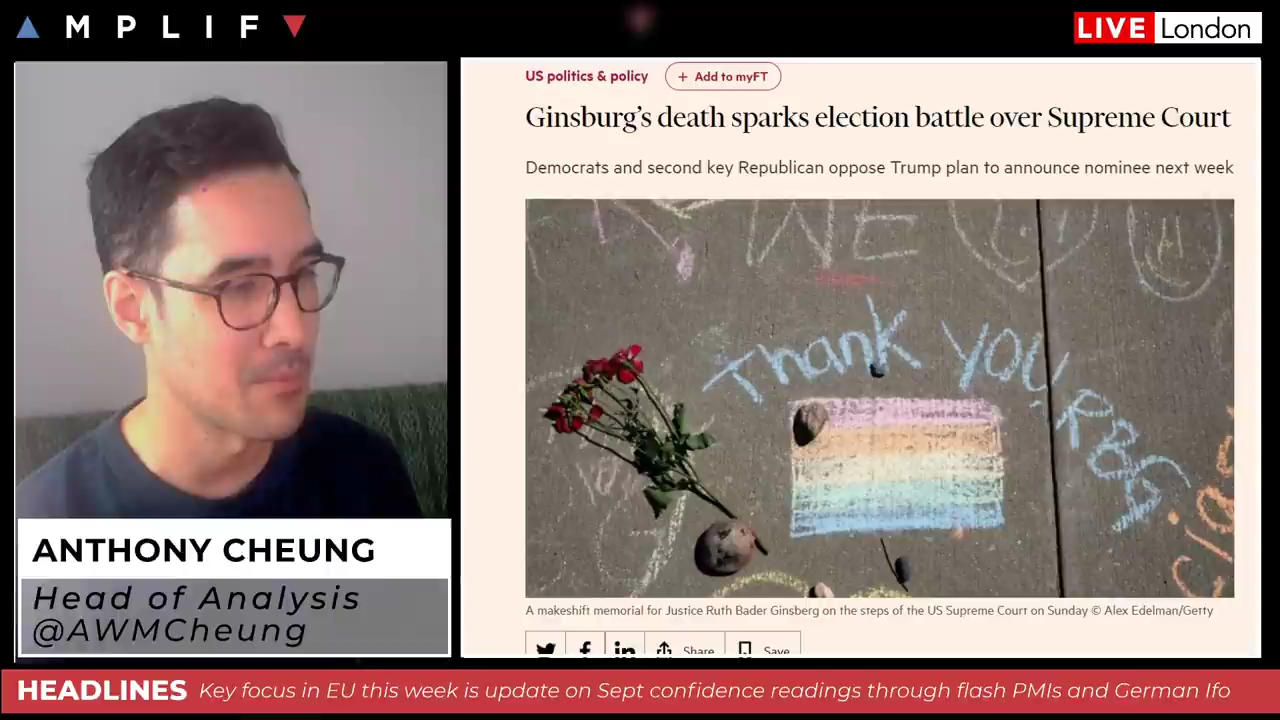 AMPLIFY
LIVE London
US politics & policy
+ Add to myFT
Ginsburg's death sparks election battle over Supreme Court
Democrats and second key Republican oppose Trump plan to announce nominee next week
WE
Thank you
RBG
A makeshift memorial for Justice Ruth Bader Ginsberg on the steps of the US Supreme Court on Sunday © Alex Edelman/Getty
Share
Save
ANTHONY CHEUNG
Head of Analysis
@AWMCheung
HEADLINES Key focus in EU this week is update on Sept confidence readings through flash PMIs and German Ifo